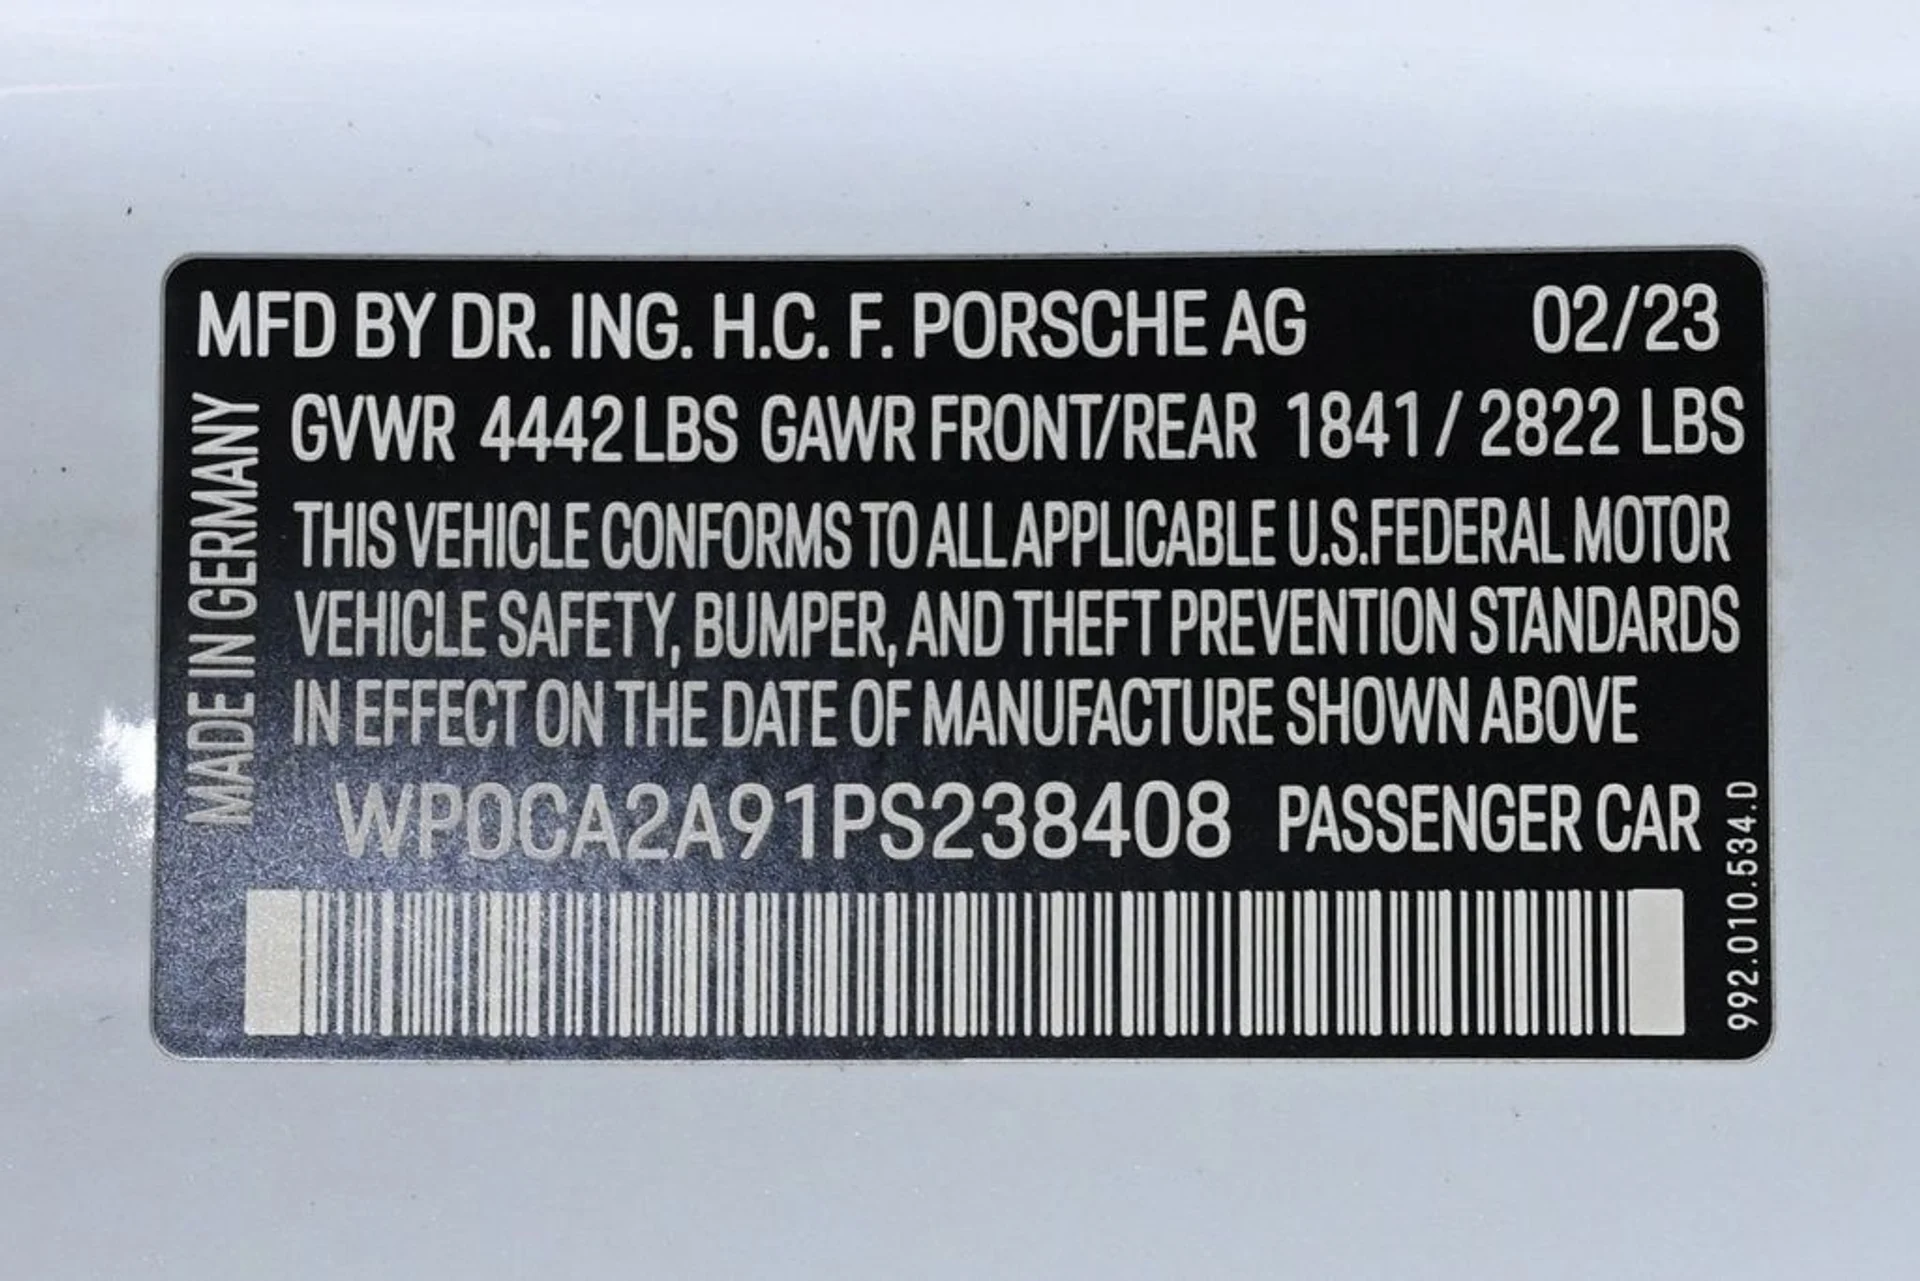 MFD BY DR. ING. H.C. F. PORSCHE AG 02/23
MADE IN GERMANY
GVWR 4442 LBS GAWR FRONT/REAR 1841 / 2822 LBS
THIS VEHICLE CONFORMS TO ALL APPLICABLE U.S.FEDERAL MOTOR
VEHICLE SAFETY, BUMPER, AND THEFT PREVENTION STANDARDS
IN EFFECT ON THE DATE OF MANUFACTURE SHOWN ABOVE
WP0CA2A91PS238408 PASSENGER CAR
992.010.534.D